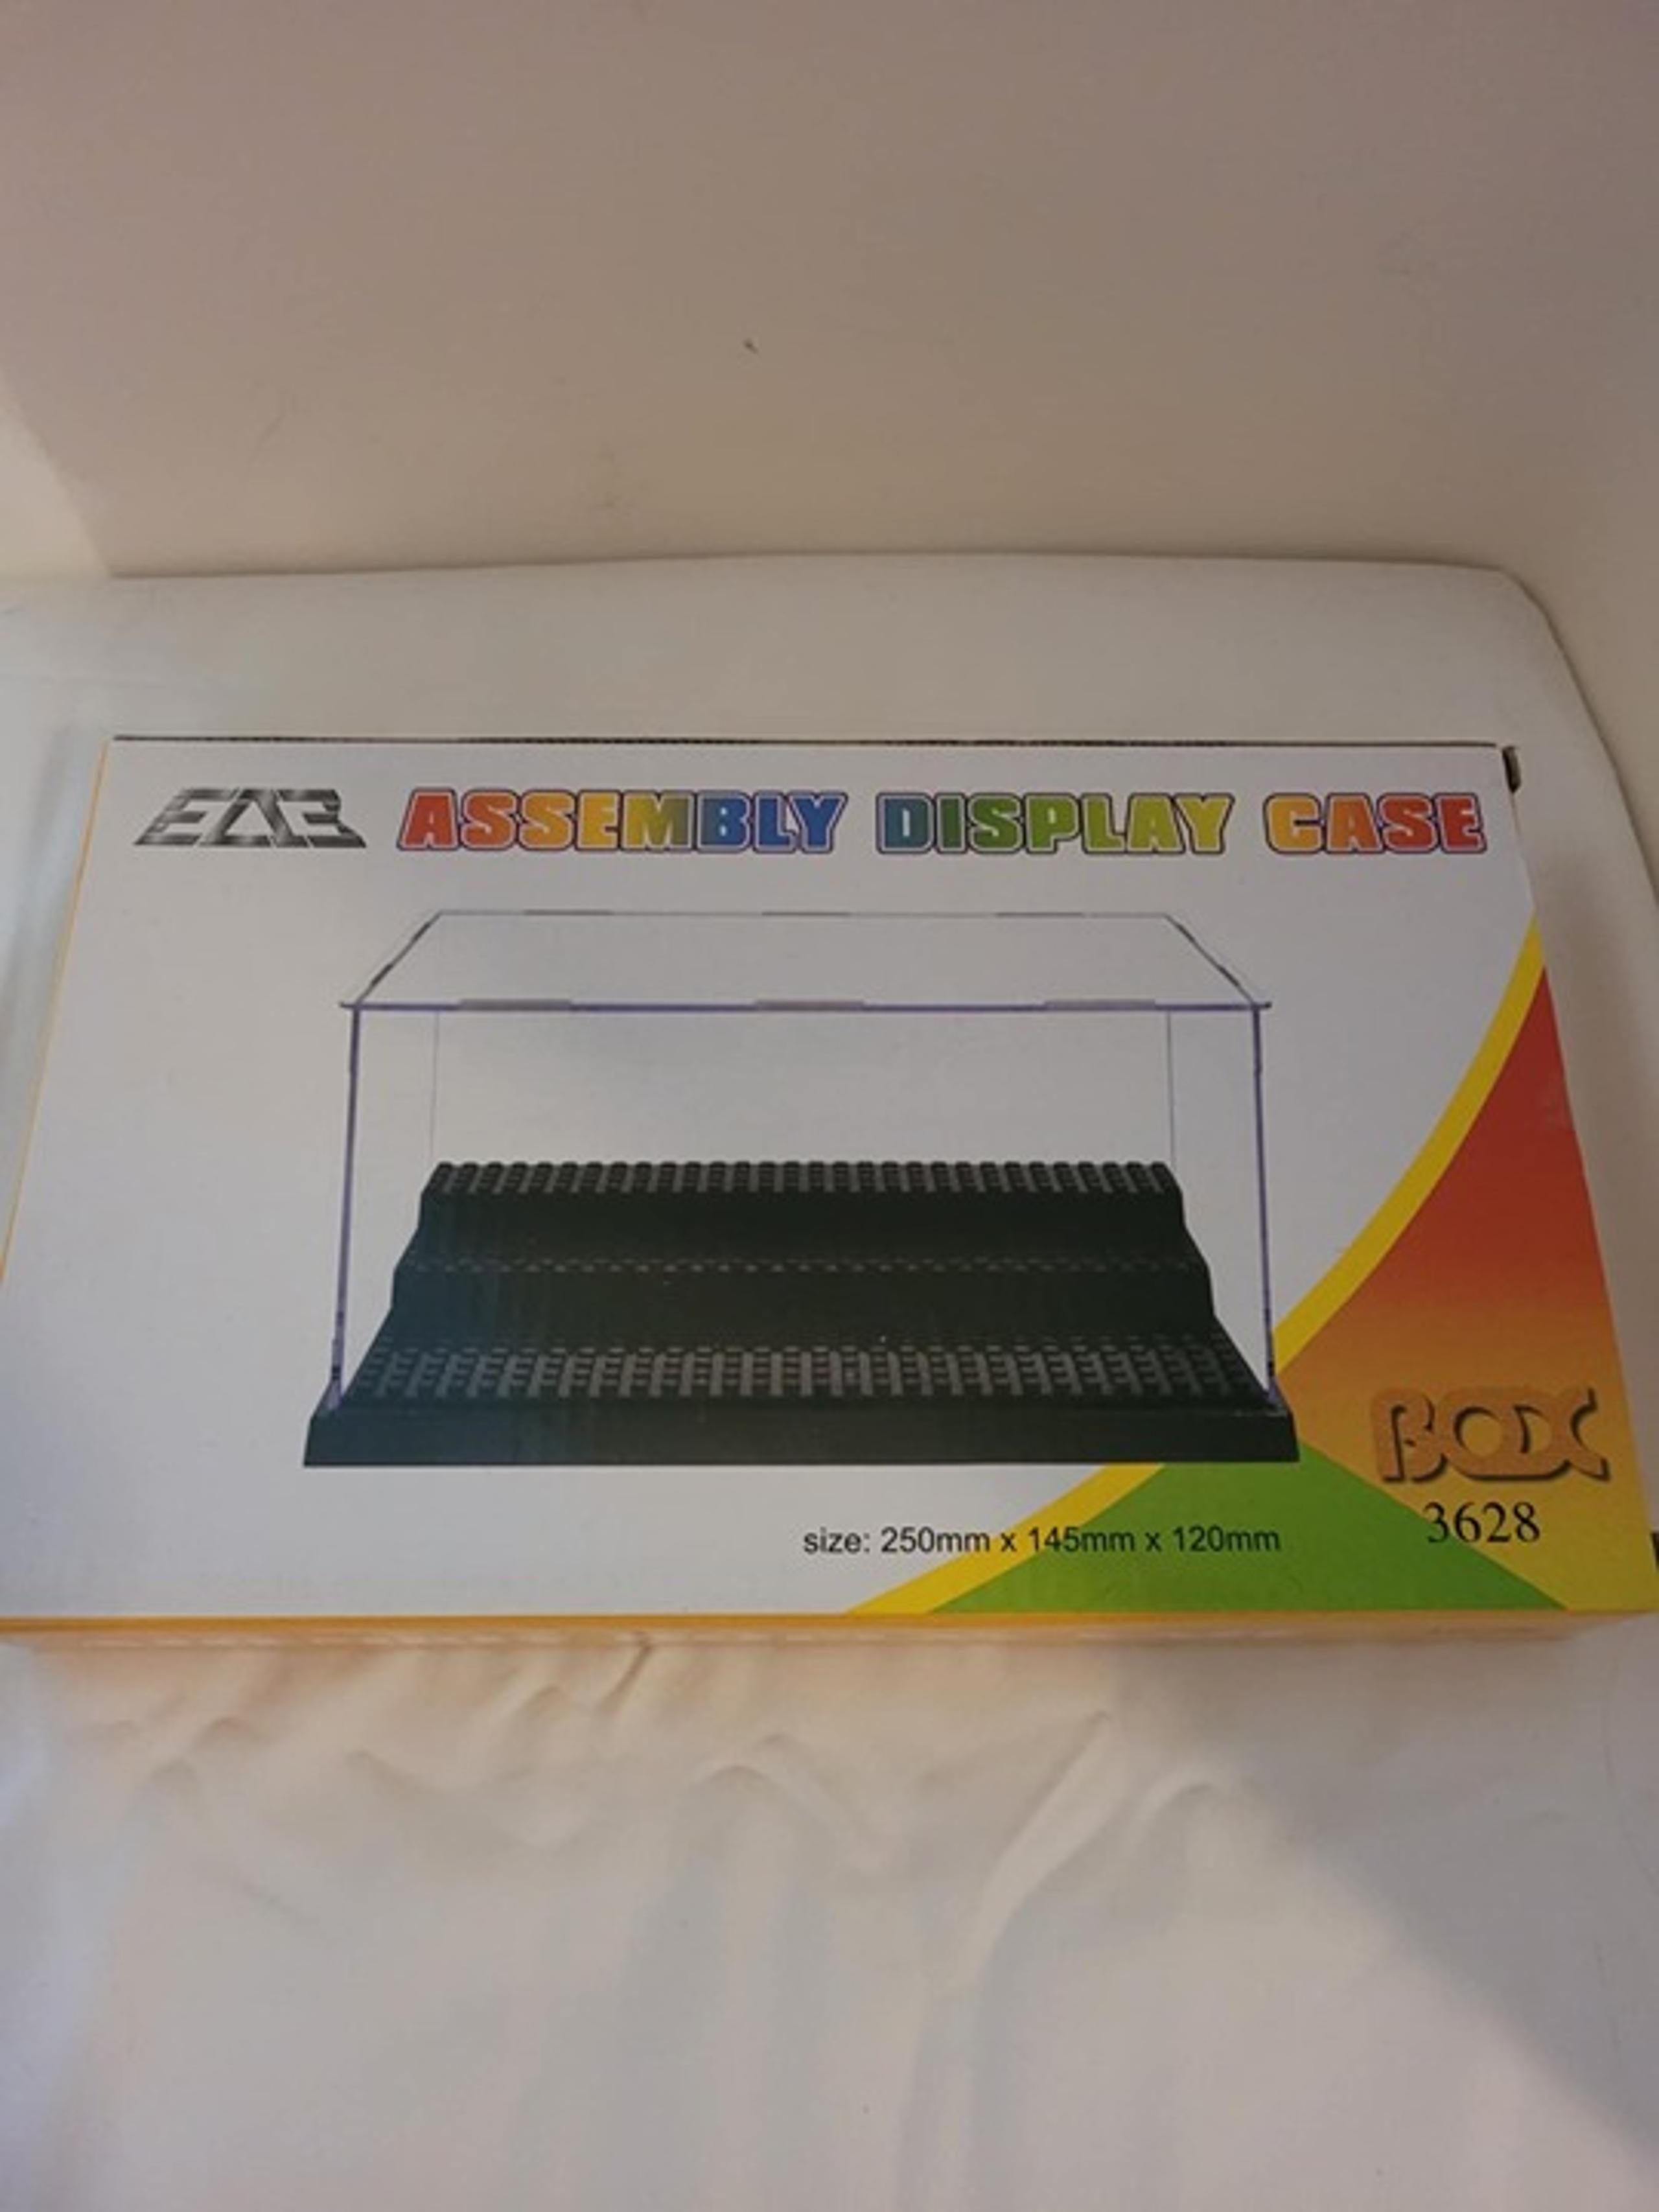 ASSEMBLY DISPLAY CASE
BOX
3628
size: 250mm x 145mm x 120mm